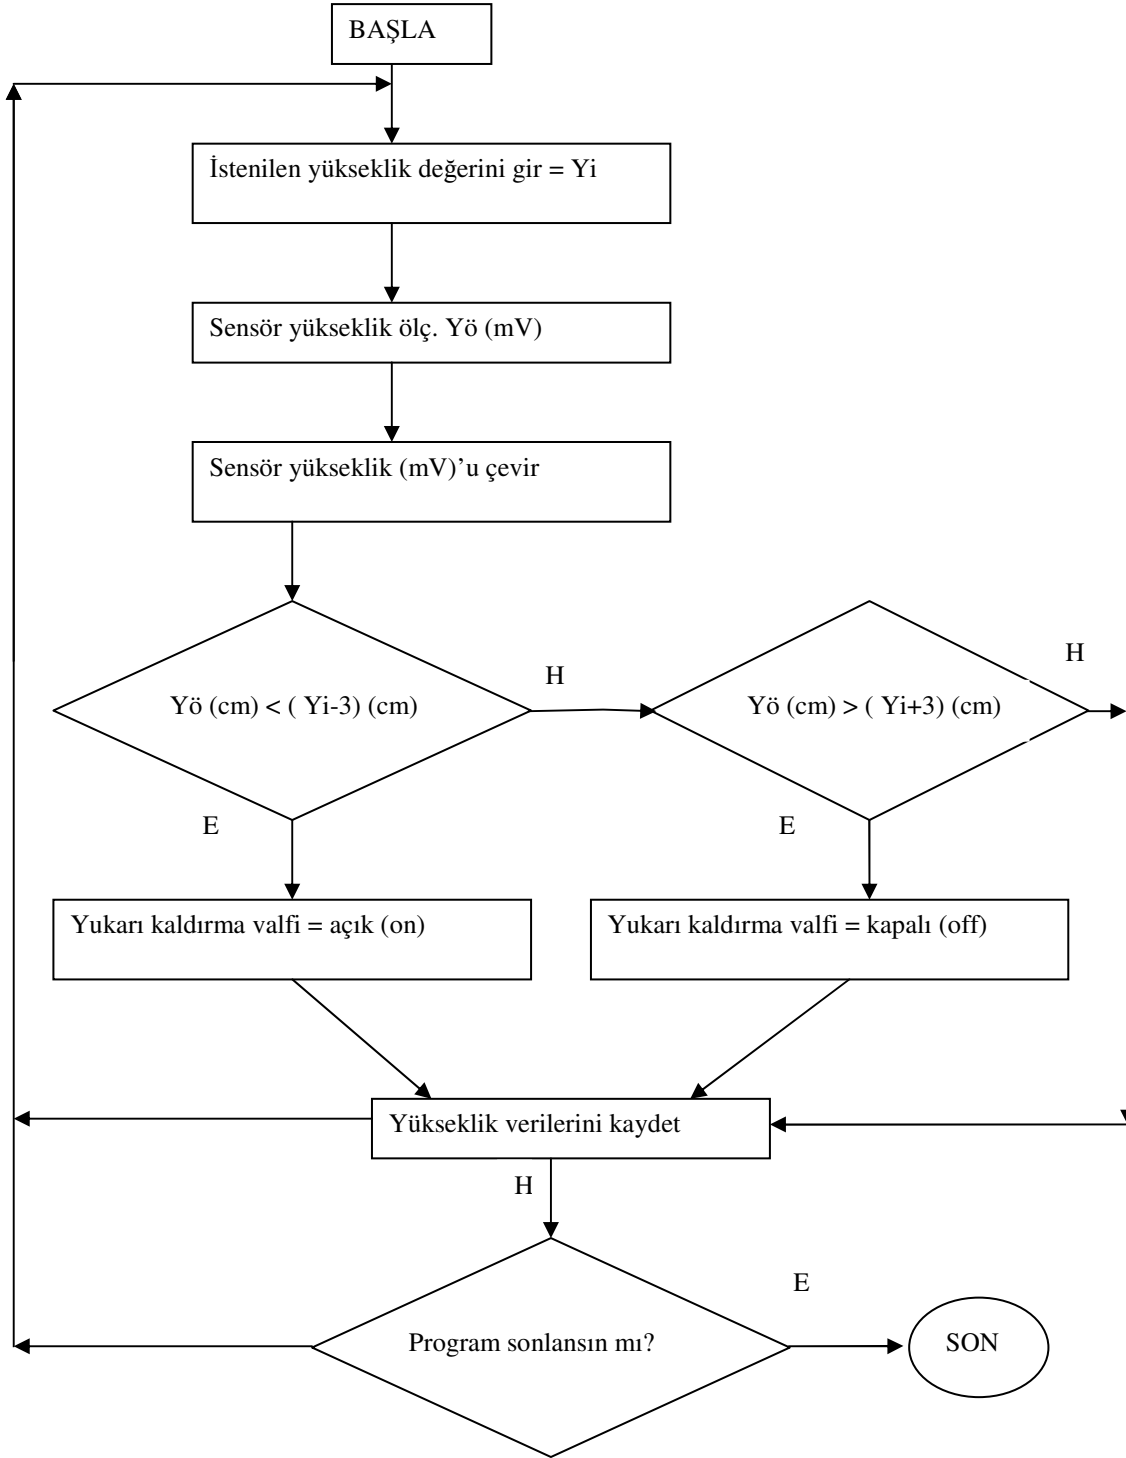 BAŞLA
İstenilen yükseklik değerini gir = Yi
Sensör yükseklik ölç. Yö (mV)
Sensör yükseklik (mV)’u çevir
Yö (cm) < ( Yi-3) (cm)
H
Yö (cm) > ( Yi+3) (cm)
H
E
E
Yukarı kaldırma valfi = açık (on)
Yukarı kaldırma valfi = kapalı (off)
Yükseklik verilerini kaydet
H
E
Program sonlansın mı?
SON